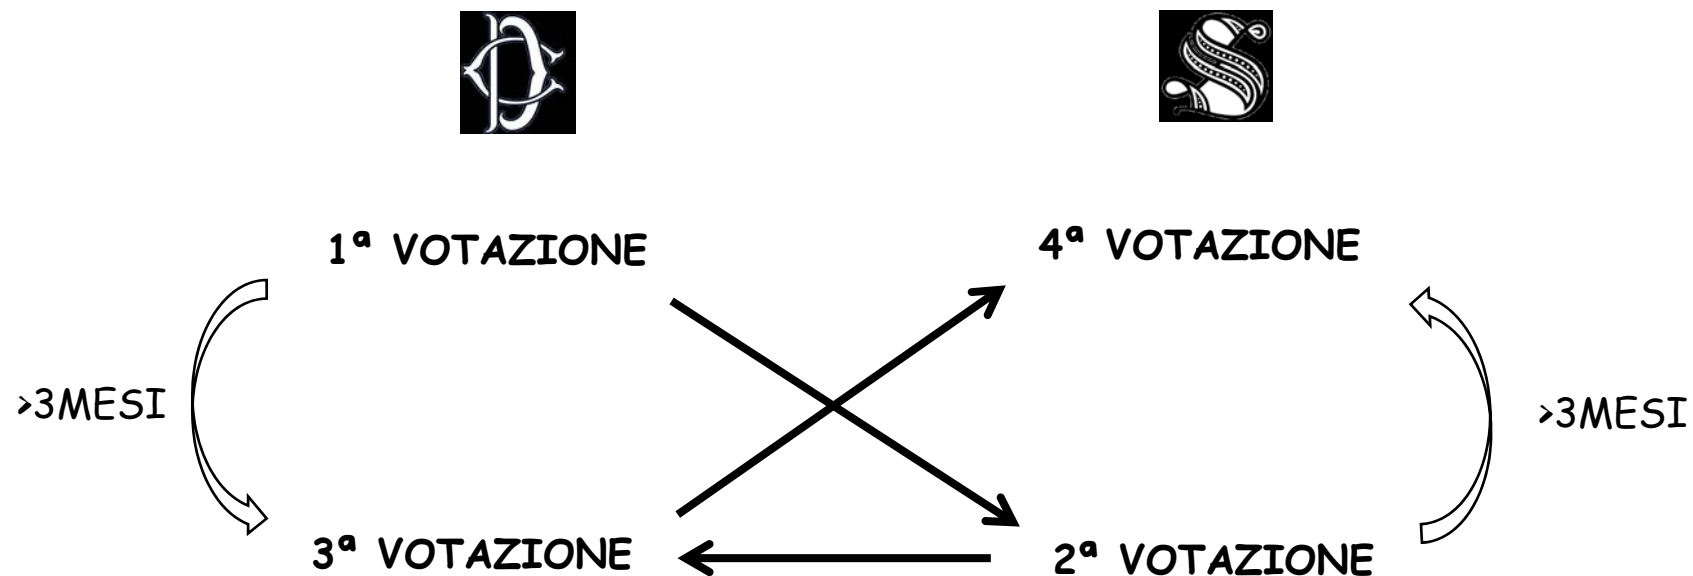 1ª VOTAZIONE
4ª VOTAZIONE
>3MESI
>3MESI
3ª VOTAZIONE
2ª VOTAZIONE